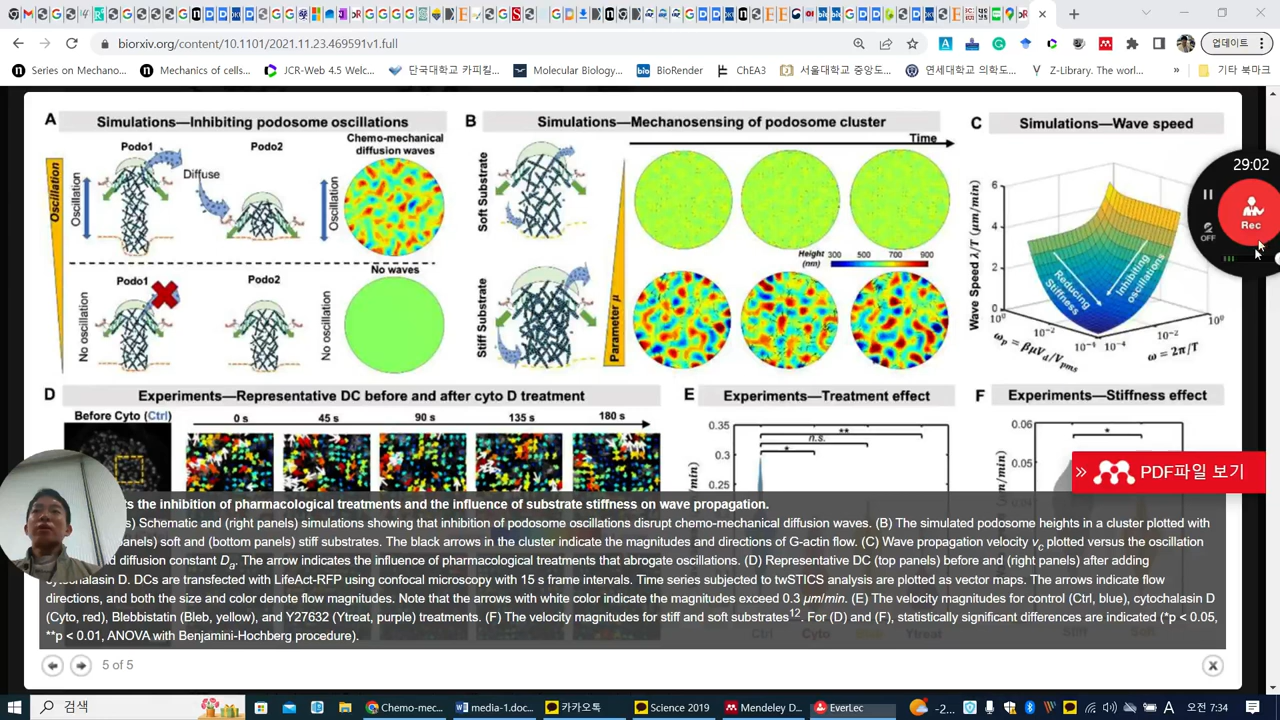 biorxiv.org/content/10.1101/2021.11.23.469591v1.full
업데이트
Series on Mechano...
Mechanics of cells...
JCR-Web 4.5 Welc...
단국대학교 카피킬...
Molecular Biology...
BioRender
ChEA3
서울대학교 중앙도...
연세대학교 의학도...
Z-Library. The worl...
»
기타 북마크
A
Simulations—Inhibiting podosome oscillations
Chemo-mechanical
diffusion waves
Podo1
Podo2
Diffuse
Oscillation
Oscillation
Oscillation
No waves
Podo1
Podo2
No oscillation
No oscillation
B
Simulations—Mechanosensing of podosome cluster
Time
Soft Substrate
Height
(nm)
300 500 700 900
Stiff Substrate
Parameter μ
C
Simulations—Wave speed
Wave Speed λ/T (μm/min)
6
4
2
0
Reducing
Stiffness
Inhibiting
oscillations
ω = 2π/T
29:02
Rec
OFF
D
Experiments—Representative DC before and after cyto D treatment
Before Cyto (Ctrl)
0 s
45 s
90 s
135 s
180 s
E
Experiments—Treatment effect
0.35
0.3
0.25
**
n.s.
*
F
Experiments—Stiffness effect
0.06
0.05
*
PDF파일 보기
the inhibition of pharmacological treatments and the influence of substrate stiffness on wave propagation.
Schematic and (right panels) simulations showing that inhibition of podosome oscillations disrupt chemo-mechanical diffusion waves. (B) The simulated podosome heights in a cluster plotted with
soft and (bottom panels) stiff substrates. The black arrows in the cluster indicate the magnitudes and directions of G-actin flow. (C) Wave propagation velocity vc plotted versus the oscillation
diffusion constant Da. The arrow indicates the influence of pharmacological treatments that abrogate oscillations. (D) Representative DC (top panels) before and (right panels) after adding
cytochalasin D. DCs are transfected with LifeAct-RFP using confocal microscopy with 15 s frame intervals. Time series subjected to twSTICS analysis are plotted as vector maps. The arrows indicate flow
directions, and both the size and color denote flow magnitudes. Note that the arrows with white color indicate the magnitudes exceed 0.3 μm/min. (E) The velocity magnitudes for control (Ctrl, blue), cytochalasin D
(Cyto, red), Blebbistatin (Bleb, yellow), and Y27632 (Ytreat, purple) treatments. (F) The velocity magnitudes for stiff and soft substrates12. For (D) and (F), statistically significant differences are indicated (*p < 0.05,
**p < 0.01, ANOVA with Benjamini-Hochberg procedure).
5 of 5
검색
Chemo-mec...
media-1.doc...
카카오톡
Science 2019
Mendeley D...
EverLec
-2...
A
오전 7:34